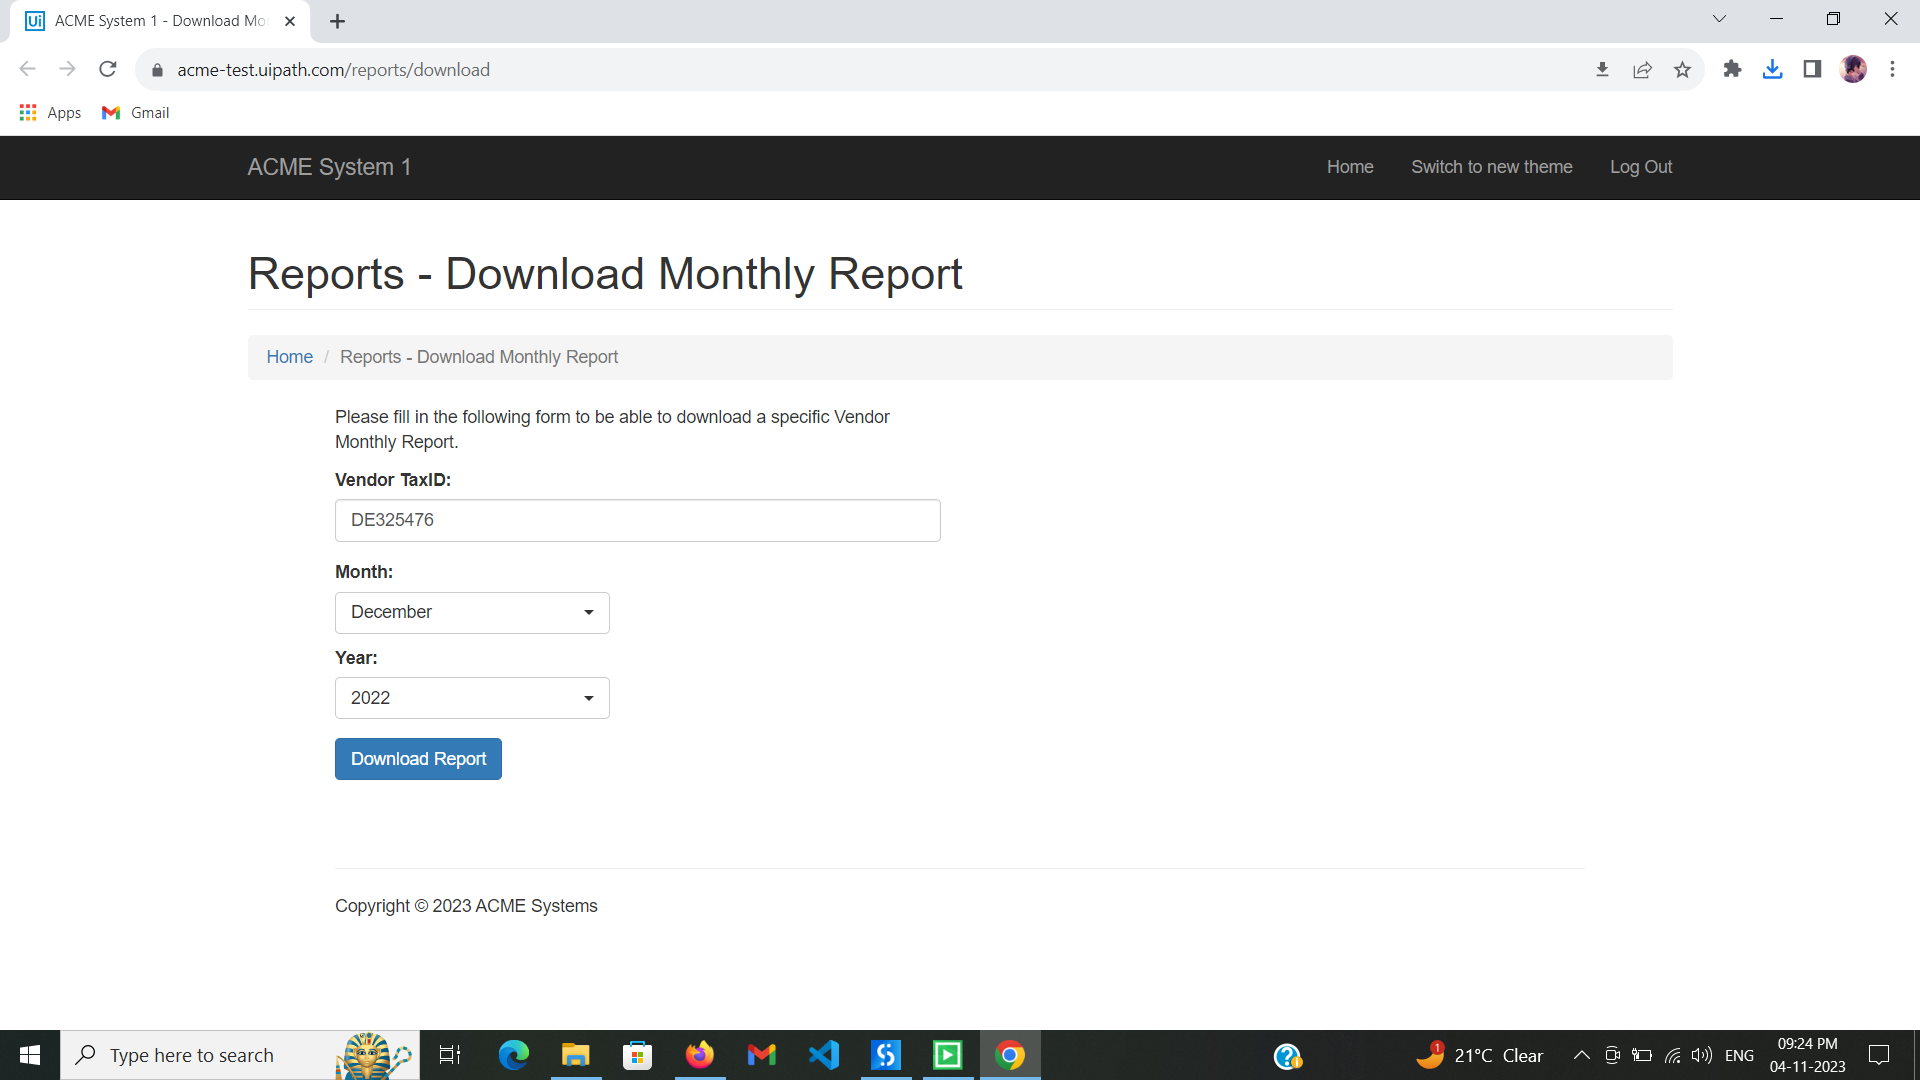 ACME System 1 - Download Mo
acme-test.uipath.com/reports/download
Apps
Gmail
ACME System 1
Home
Switch to new theme
Log Out
Reports - Download Monthly Report
Home / Reports - Download Monthly Report
Please fill in the following form to be able to download a specific Vendor
Monthly Report.
Vendor TaxID:
DE325476
Month:
December
Year:
2022
Download Report
Copyright © 2023 ACME Systems
Type here to search
1
21°C Clear
ENG
09:24 PM
04-11-2023